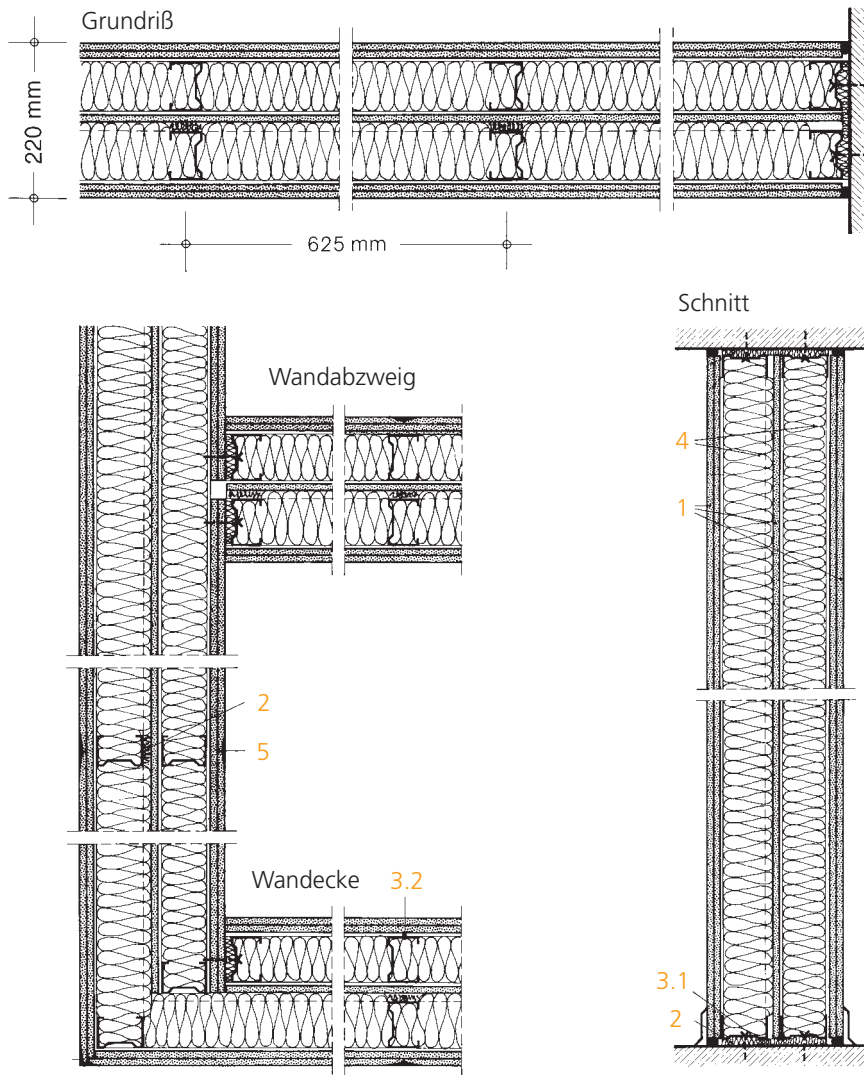 Grundriß
220 mm
625 mm
Schnitt
Wandabzweig
4
1
2
5
Wandecke
3.2
3.1
2